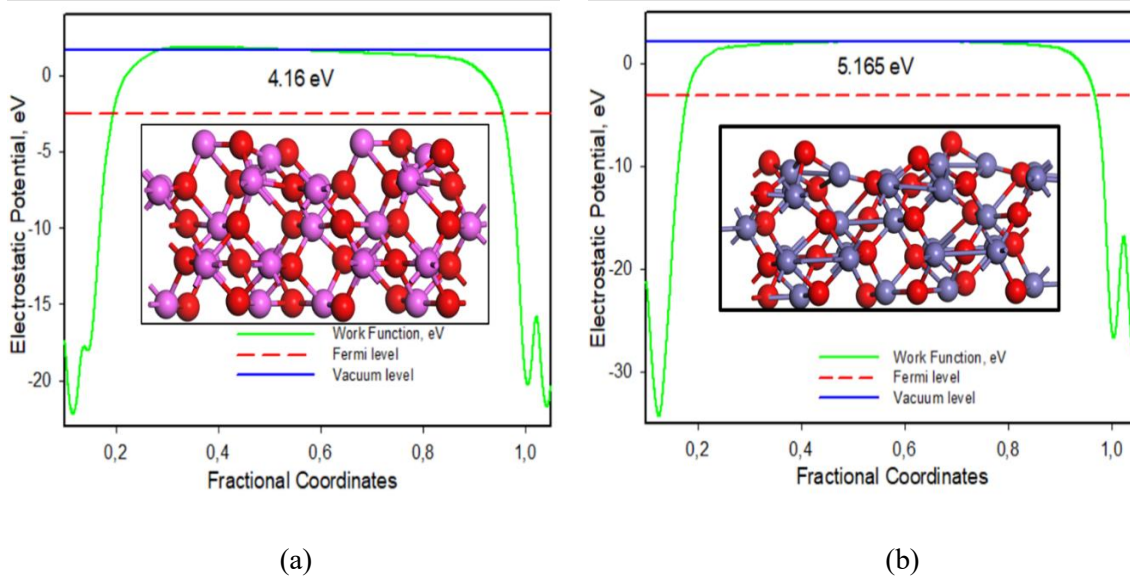 Electrostatic Potential, eV
0
-5
-10
-15
-20
4.16 eV
Work Function, eV
Fermi level
Vacuum level
0,2
0,4
0,6
0,8
1,0
Fractional Coordinates
(a)
Electrostatic Potential, eV
0
-10
-20
-30
5.165 eV
Work Function, eV
Fermi level
Vacuum level
0,2
0,4
0,6
0,8
1,0
Fractional Coordinates
(b)